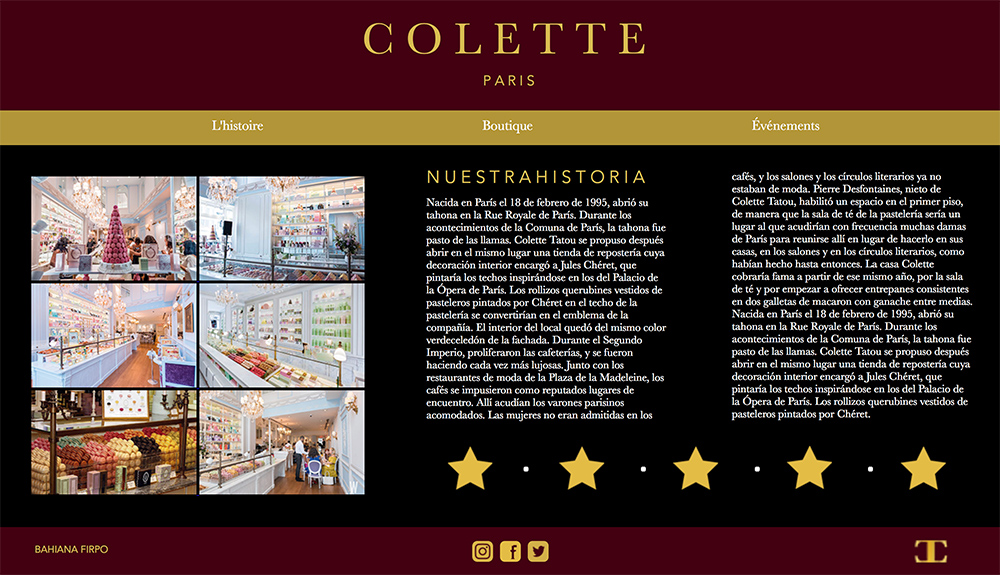 COLETTE
PARIS
L'histoire
Boutique
Événements
NUESTRAHISTORIA
Nacida en París el 18 de febrero de 1995, abrió su
tahona en la Rue Royale de París. Durante los
acontecimientos de la Comuna de París, la tahona fue
pasto de las llamas. Colette Tatou se propuso después
abrir en el mismo lugar una tienda de repostería cuya
decoración interior encargó a Jules Chéret, que
pintaría los techos inspirándose en los del Palacio de
la Ópera de París. Los rollizos querubines vestidos de
pasteleros pintados por Chéret en el techo de la
pastelería se convertirían en el emblema de la
compañía. El interior del local quedó del mismo color
verdeceledón de la fachada. Durante el Segundo
Imperio, proliferaron las cafeterías, y se fueron
haciendo cada vez más lujosas. Junto con los
restaurantes de moda de la Plaza de la Madeleine, los
cafés se impusieron como reputados lugares de
encuentro. Allí acudían los varones parisinos
acomodados. Las mujeres no eran admitidas en los
cafés, y los salones y los círculos literarios ya no
estaban de moda. Pierre Desfontaines, nieto de
Colette Tatou, habilitó un espacio en el primer piso,
de manera que la sala de té de la pastelería sería un
lugar al que acudirían con frecuencia muchas damas
de París para reunirse allí en lugar de hacerlo en sus
casas, en los salones y en los círculos literarios, como
habían hecho hasta entonces. La casa Colette
cobraría fama a partir de ese mismo año, por la sala
de té y por empezar a ofrecer entrepanes consistentes
en dos galletas de macaron con ganache entre medias.
Nacida en París el 18 de febrero de 1995, abrió su
tahona en la Rue Royale de París. Durante los
acontecimientos de la Comuna de París, la tahona fue
pasto de las llamas. Colette Tatou se propuso después
abrir en el mismo lugar una tienda de repostería cuya
decoración interior encargó a Jules Chéret, que
pintaría los techos inspirándose en los del Palacio de
la Ópera de París. Los rollizos querubines vestidos de
pasteleros pintados por Chéret.
BAHIANA FIRPO